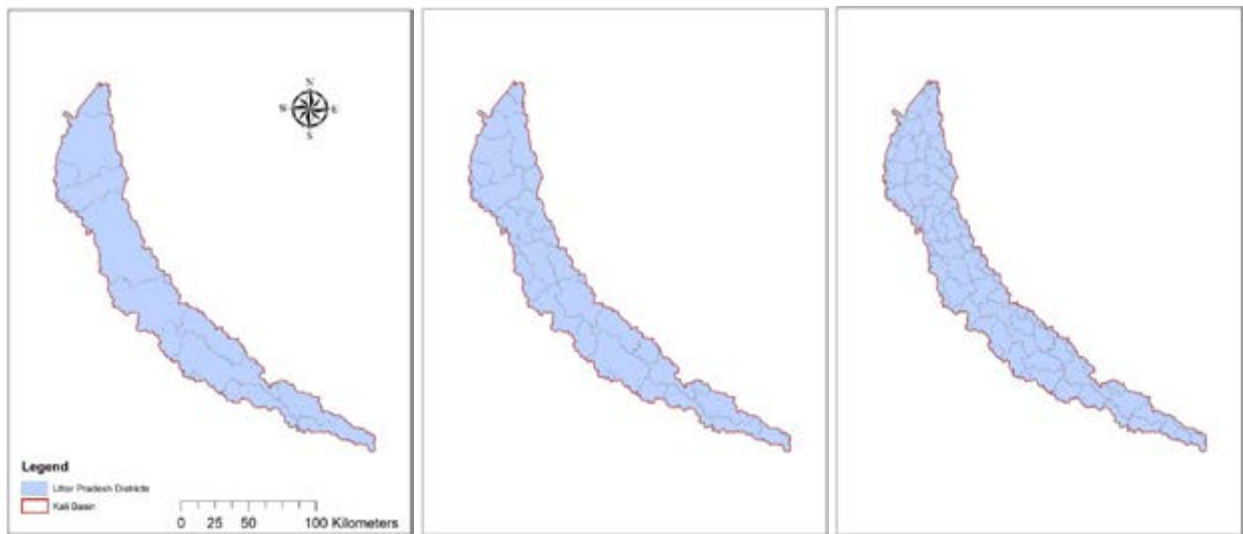 N
W E
S
Legend
Uttar Pradesh Districts
Kali Basin
0 25 50 100 Kilometers